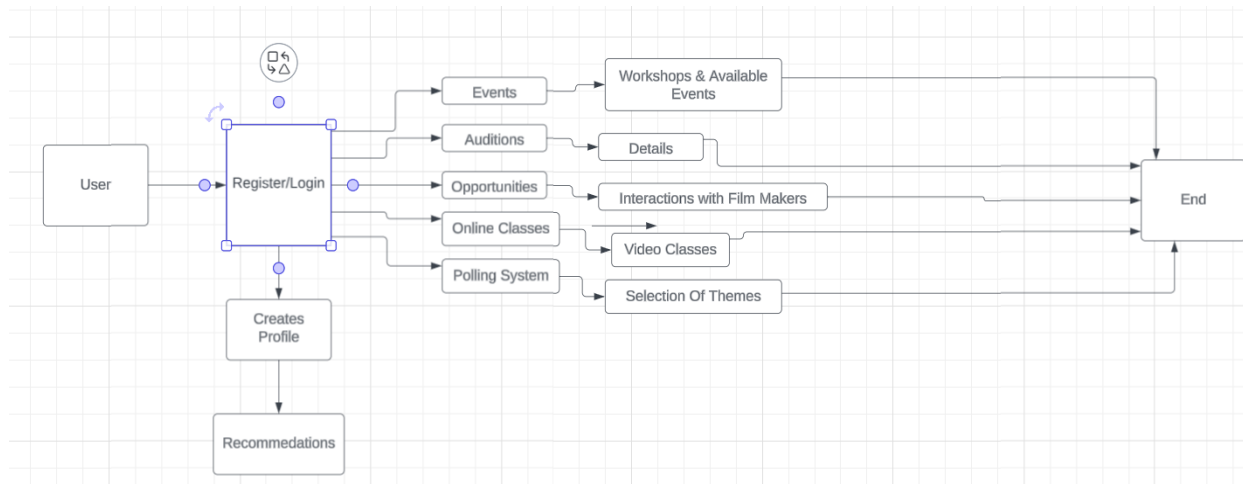 Workshops & Available
Events
Events
Auditions
Details
User
Register/Login
Opportunities
Interactions with Film Makers
End
Online Classes
Video Classes
Polling System
Selection Of Themes
Creates
Profile
Recommedations